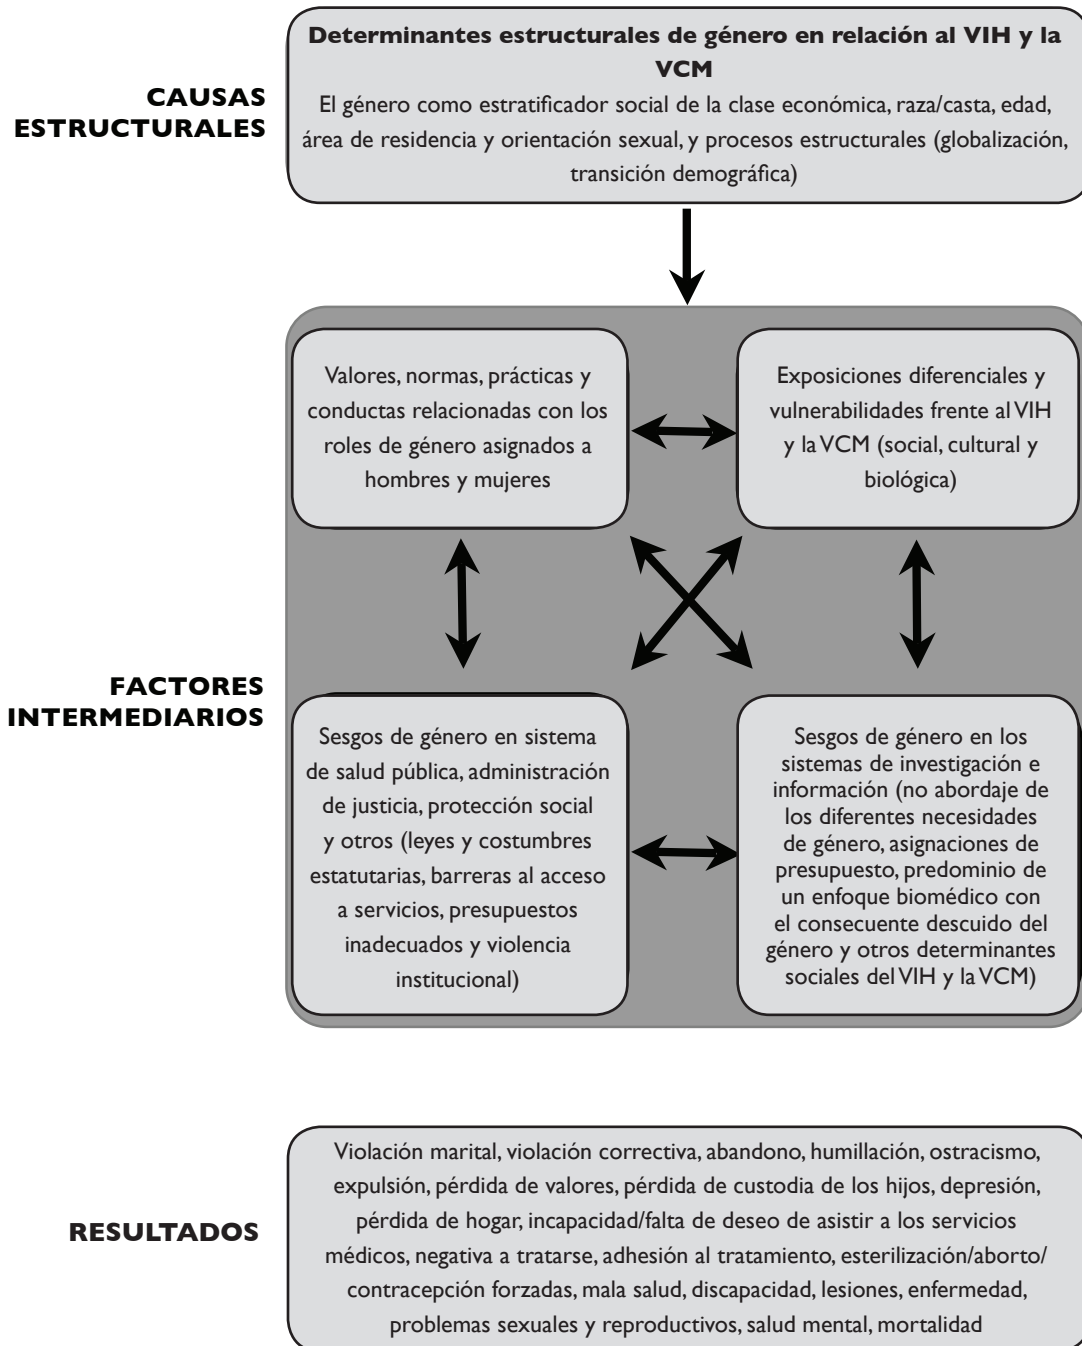 Determinantes estructurales de género en relación al VIH y la
VCM
El género como estratificador social de la clase económica, raza/casta, edad,
área de residencia y orientación sexual, y procesos estructurales (globalización,
transición demográfica)
CAUSAS
ESTRUCTURALES
Valores, normas, prácticas y
conductas relacionadas con los
roles de género asignados a
hombres y mujeres
Exposiciones diferenciales y
vulnerabilidades frente al VIH
y la VCM (social, cultural y
biológica)
FACTORES
INTERMEDIARIOS
Sesgos de género en sistema
de salud pública, administración
de justicia, protección social
y otros (leyes y costumbres
estatutarias, barreras al acceso
a servicios, presupuestos
inadecuados y violencia
institucional)
Sesgos de género en los
sistemas de investigación e
información (no abordaje de
los diferentes necesidades
de género, asignaciones de
presupuesto, predominio de
un enfoque biomédico con
el consecuente descuido del
género y otros determinantes
sociales del VIH y la VCM)
RESULTADOS
Violación marital, violación correctiva, abandono, humillación, ostracismo,
expulsión, pérdida de valores, pérdida de custodia de los hijos, depresión,
pérdida de hogar, incapacidad/falta de deseo de asistir a los servicios
médicos, negativa a tratarse, adhesión al tratamiento, esterilización/aborto/
contracepción forzadas, mala salud, discapacidad, lesiones, enfermedad,
problemas sexuales y reproductivos, salud mental, mortalidad